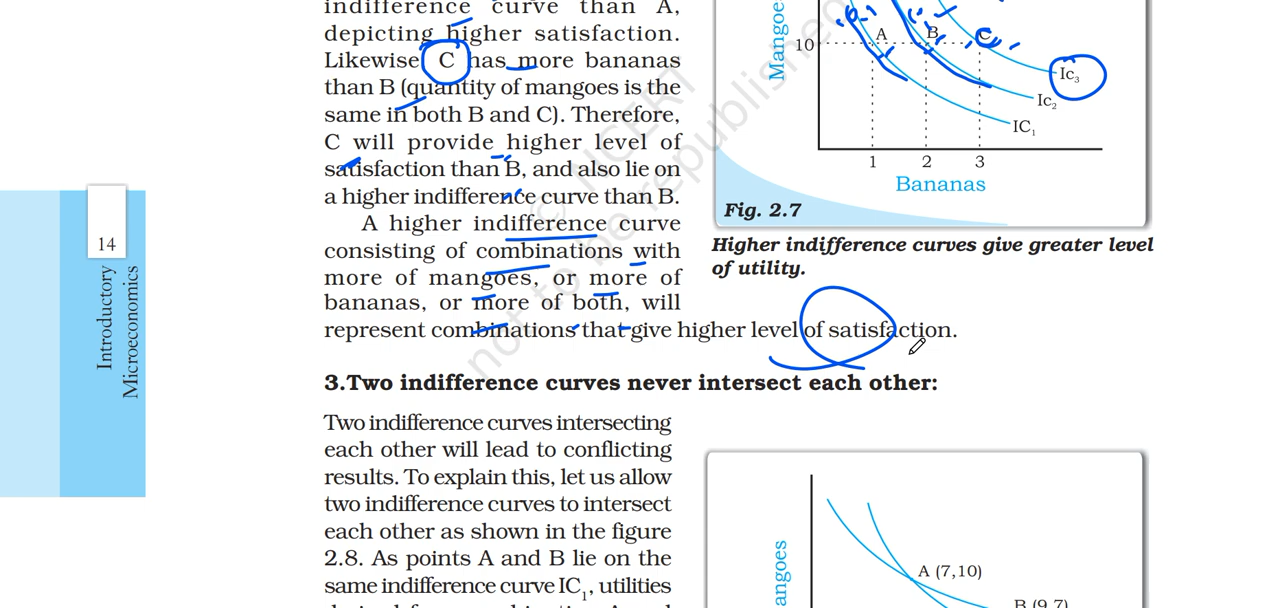 indifference curve than A,
depicting higher satisfaction.
Likewise C has more bananas
than B (quantity of mangoes is the
same in both B and C). Therefore,
C will provide higher level of
satisfaction than B, and also lie on
a higher indifference curve than B.
A higher indifference curve
consisting of combinations with
more of mangoes, or more of
bananas, or more of both, will
represent combinations that give higher level of satisfaction.
Mangoes
10
A
B
C
Ic3
Ic2
IC1
1 2 3
Bananas
Fig. 2.7
Higher indifference curves give greater level
of utility.
14
Introductory
Microeconomics
3.Two indifference curves never intersect each other:
Two indifference curves intersecting
each other will lead to conflicting
results. To explain this, let us allow
two indifference curves to intersect
each other as shown in the figure
2.8. As points A and B lie on the
same indifference curve IC1, utilities
angoes
A (7,10)
B (9,7)
© NCERT
not to be republished